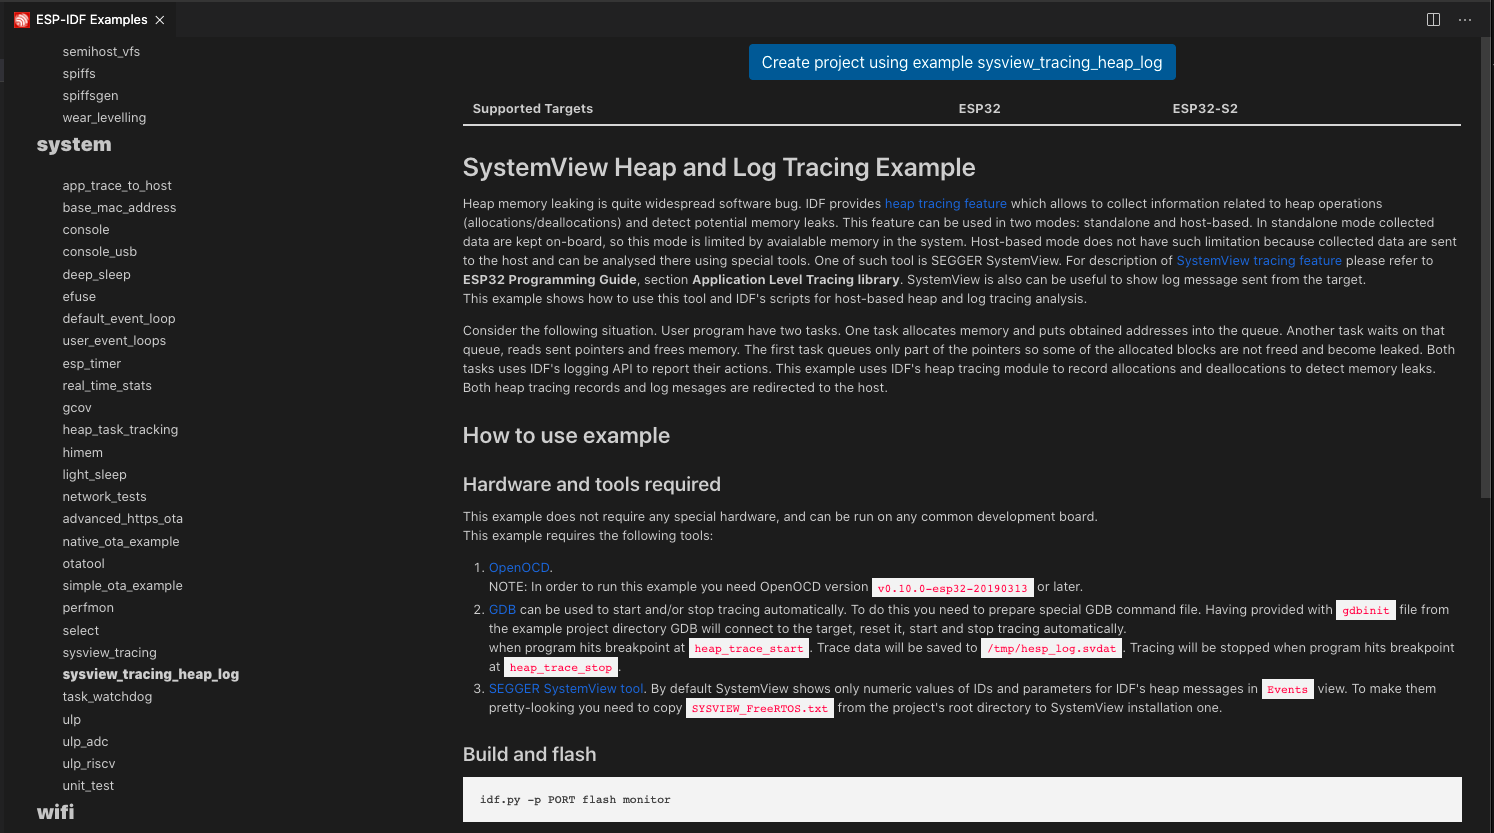 ESP-IDF Examples
semihost_vfs
spiffs
spiffsgen
wear_levelling
system
app_trace_to_host
base_mac_address
console
console_usb
deep_sleep
efuse
default_event_loop
user_event_loops
esp_timer
real_time_stats
gcov
heap_task_tracking
himem
light_sleep
network_tests
advanced_https_ota
native_ota_example
otatool
simple_ota_example
perfmon
select
sysview_tracing
sysview_tracing_heap_log
task_watchdog
ulp
ulp_adc
ulp_riscv
unit_test
wifi
Create project using example sysview_tracing_heap_log
Supported Targets ESP32 ESP32-S2
SystemView Heap and Log Tracing Example
Heap memory leaking is quite widespread software bug. IDF provides heap tracing feature which allows to collect information related to heap operations
(allocations/deallocations) and detect potential memory leaks. This feature can be used in two modes: standalone and host-based. In standalone mode collected
data are kept on-board, so this mode is limited by avaialable memory in the system. Host-based mode does not have such limitation because collected data are sent
to the host and can be analysed there using special tools. One of such tool is SEGGER SystemView. For description of SystemView tracing feature please refer to
ESP32 Programming Guide, section Application Level Tracing library. SystemView is also can be useful to show log message sent from the target.
This example shows how to use this tool and IDF's scripts for host-based heap and log tracing analysis.
Consider the following situation. User program have two tasks. One task allocates memory and puts obtained addresses into the queue. Another task waits on that
queue, reads sent pointers and frees memory. The first task queues only part of the pointers so some of the allocated blocks are not freed and become leaked. Both
tasks uses IDF's logging API to report their actions. This example uses IDF's heap tracing module to record allocations and deallocations to detect memory leaks.
Both heap tracing records and log mesages are redirected to the host.
How to use example
Hardware and tools required
This example does not require any special hardware, and can be run on any common development board.
This example requires the following tools:
1. OpenOCD.
NOTE: In order to run this example you need OpenOCD version v0.10.0-esp32-20190313 or later.
2. GDB can be used to start and/or stop tracing automatically. To do this you need to prepare special GDB command file. Having provided with gdbinit file from
the example project directory GDB will connect to the target, reset it, start and stop tracing automatically.
when program hits breakpoint at heap_trace_start. Trace data will be saved to /tmp/hesp_log.svdat. Tracing will be stopped when program hits breakpoint
at heap_trace_stop.
3. SEGGER SystemView tool. By default SystemView shows only numeric values of IDs and parameters for IDF's heap messages in Events view. To make them
pretty-looking you need to copy SYSVIEW_FreeRTOS.txt from the project's root directory to SystemView installation one.
Build and flash
idf.py -p PORT flash monitor